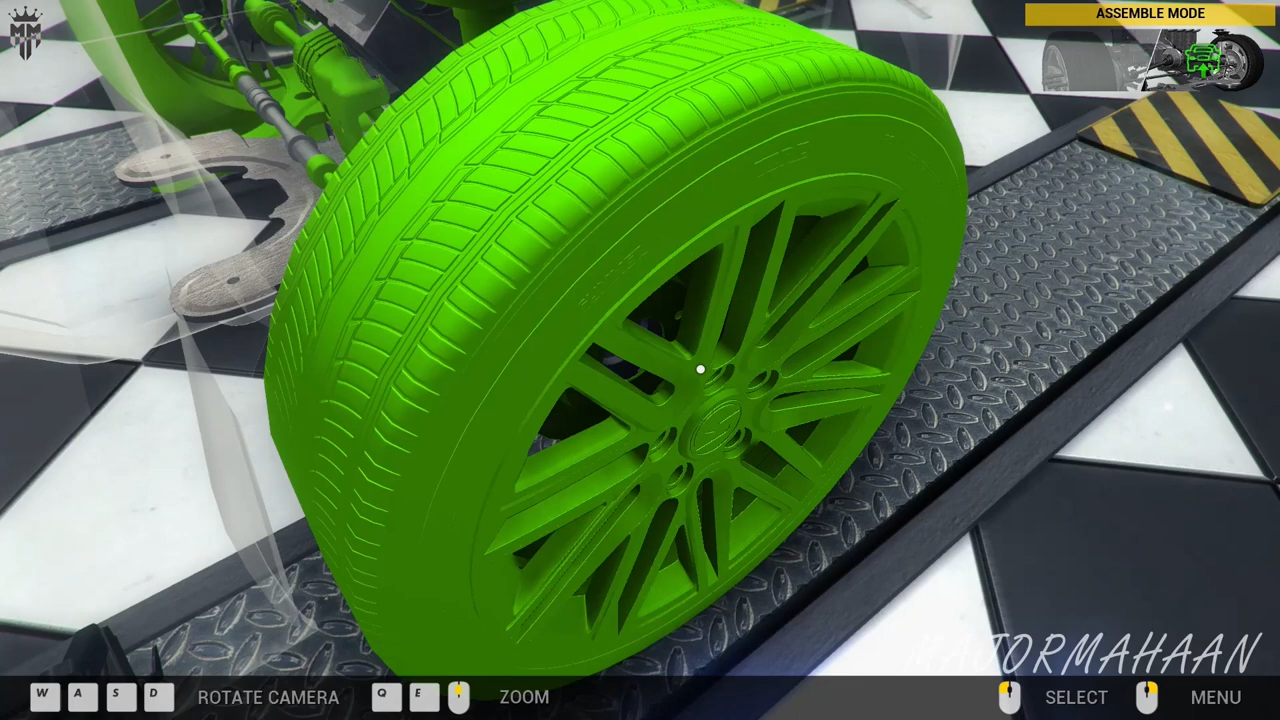 ASSEMBLE MODE
MAJORMAHAAN
W A S D ROTATE CAMERA Q E ZOOM SELECT MENU